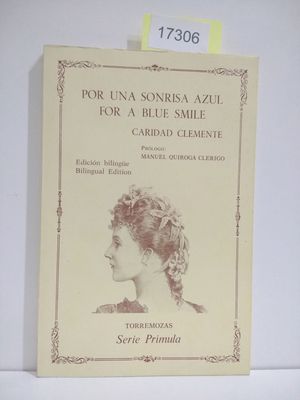 17306
POR UNA SONRISA AZUL
FOR A BLUE SMILE
CARIDAD CLEMENTE
PRÓLOGO:
MANUEL QUIROGA CLERIGO
Edición bilingüe
Bilingual Edition
TORREMOZAS
Serie Primula